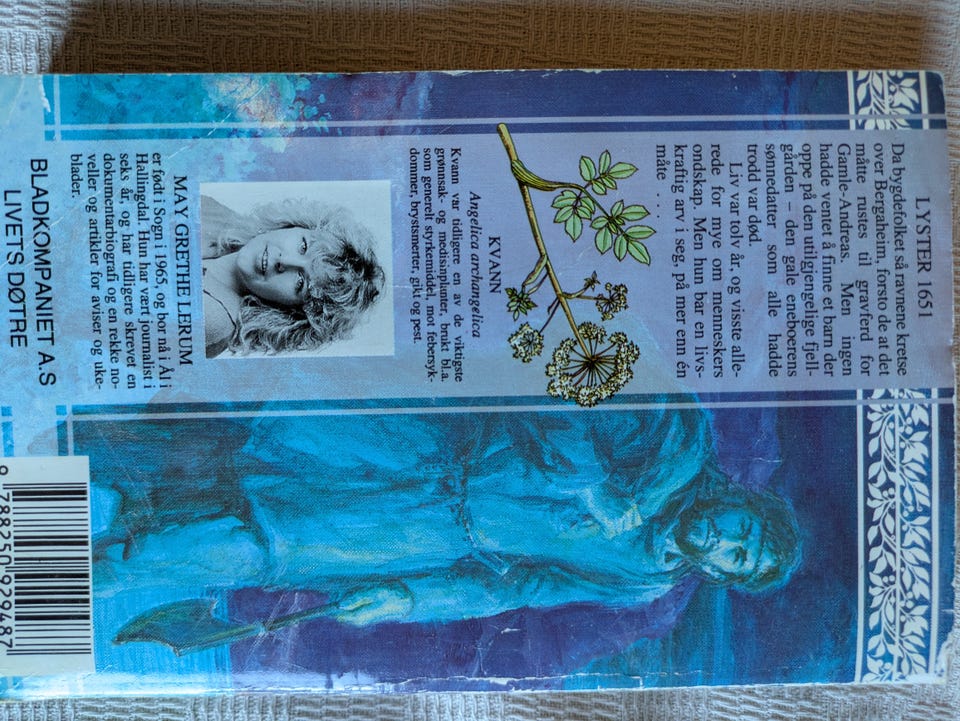 LYSTER 1651
Da bygdefolket så ravnene kretse
over Bergasheim, forsto de at det
måtte rustes til gravferd for
Gamle-Andreas. Men ingen
hadde ventet å finne et barn der
oppe på den utilgjengelige fjell-
gården – den gale eneboerens
sønnedatter som alle hadde
trodd var død.
Liv var tolv år, og visste alle-
rede for mye om menneskers
ondskap. Men hun bar en livs-
kraftig arv i seg, på mer enn én
måte . . .
KVANN
Angelica archangelica
Kvann var tidligere en av de viktigste
grønnsak- og medisinplanter, brukt bl.a.
som generelt styrkemiddel, mot febersyk-
dommer, brystsmerter, gikt og pest.
MAY GRETHE LERUM
er født i Sogn i 1965, og bor nå i Ål i
Hallingdal. Hun har vært journalist i
seks år, og har tidligere skrevet en
dokumentarbiografi og en rekke no-
veller og artikler for aviser og uke-
blader.
BLADKOMPANIET A.S
LIVETS DØTRE
9 788250 929487